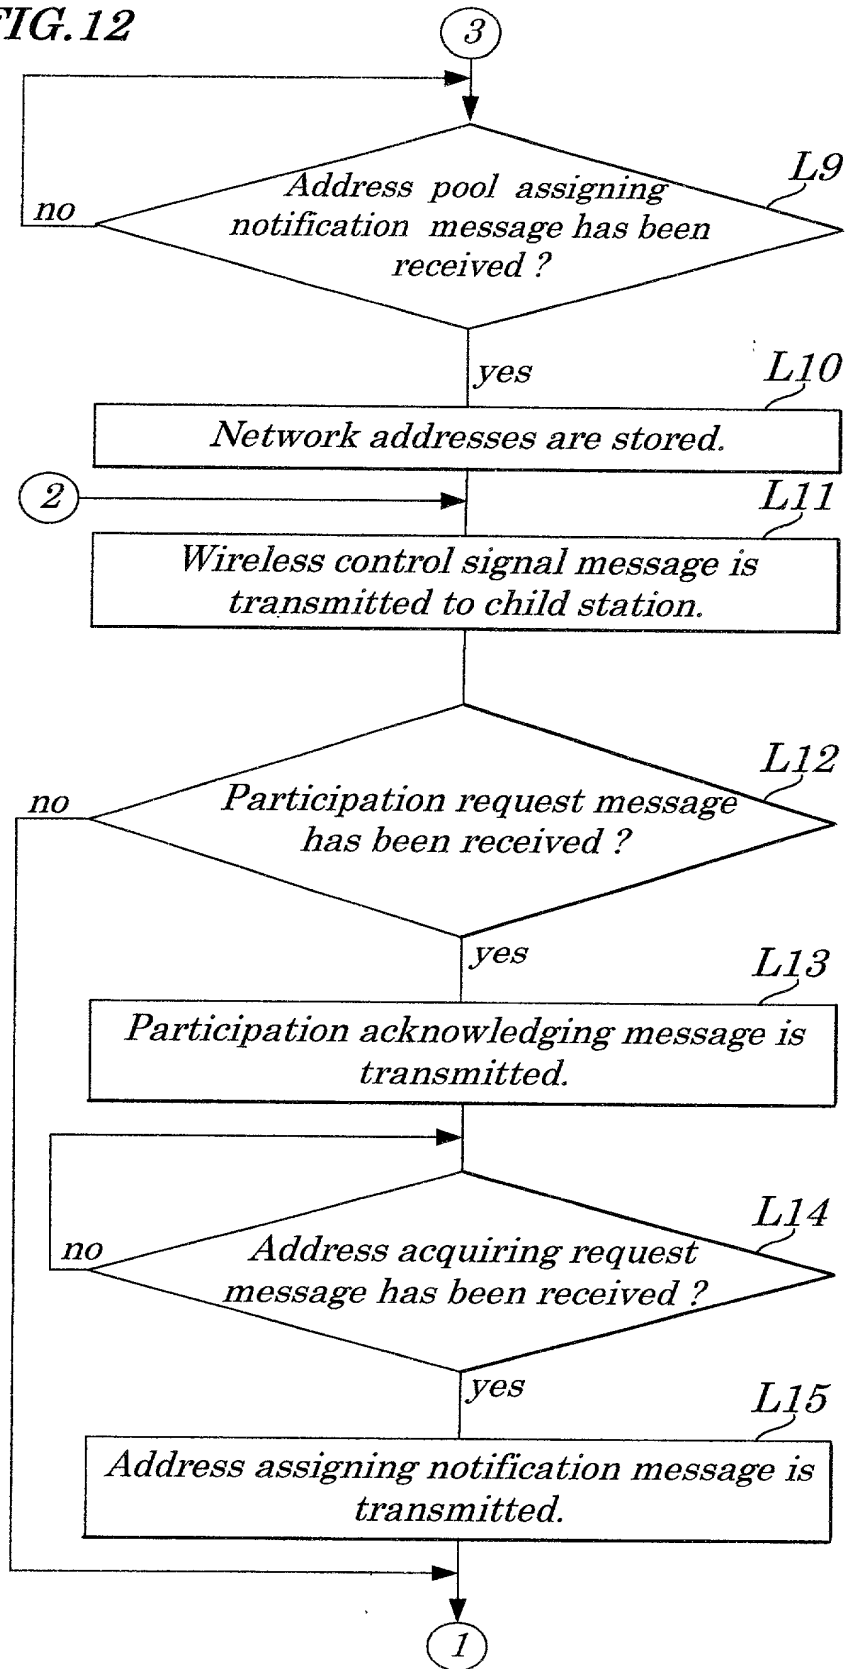 FIG.12
3
L9
Address pool assigning
notification message has been
received ?
no
yes
L10
Network addresses are stored.
2
L11
Wireless control signal message is
transmitted to child station.
L12
no
Participation request message
has been received ?
yes
L13
Participation acknowledging message is
transmitted.
L14
no
Address acquiring request
message has been received ?
yes
L15
Address assigning notification message is
transmitted.
1